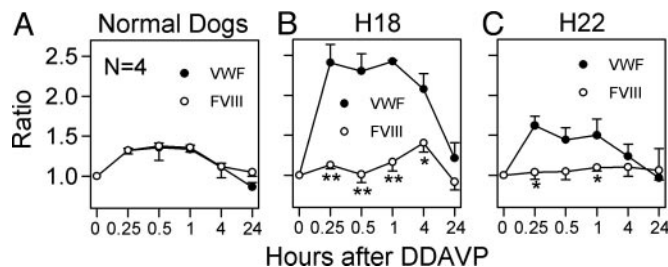 A Normal Dogs B H18 C H22
Ratio
2.5
2.0
1.5
1.0
N=4
VWF
FVIII
VWF
FVIII
VWF
FVIII
** ** ** *
* *
0 0.25 0.5 1 4 24 0 0.25 0.5 1 4 24 0 0.25 0.5 1 4 24
Hours after DDAVP